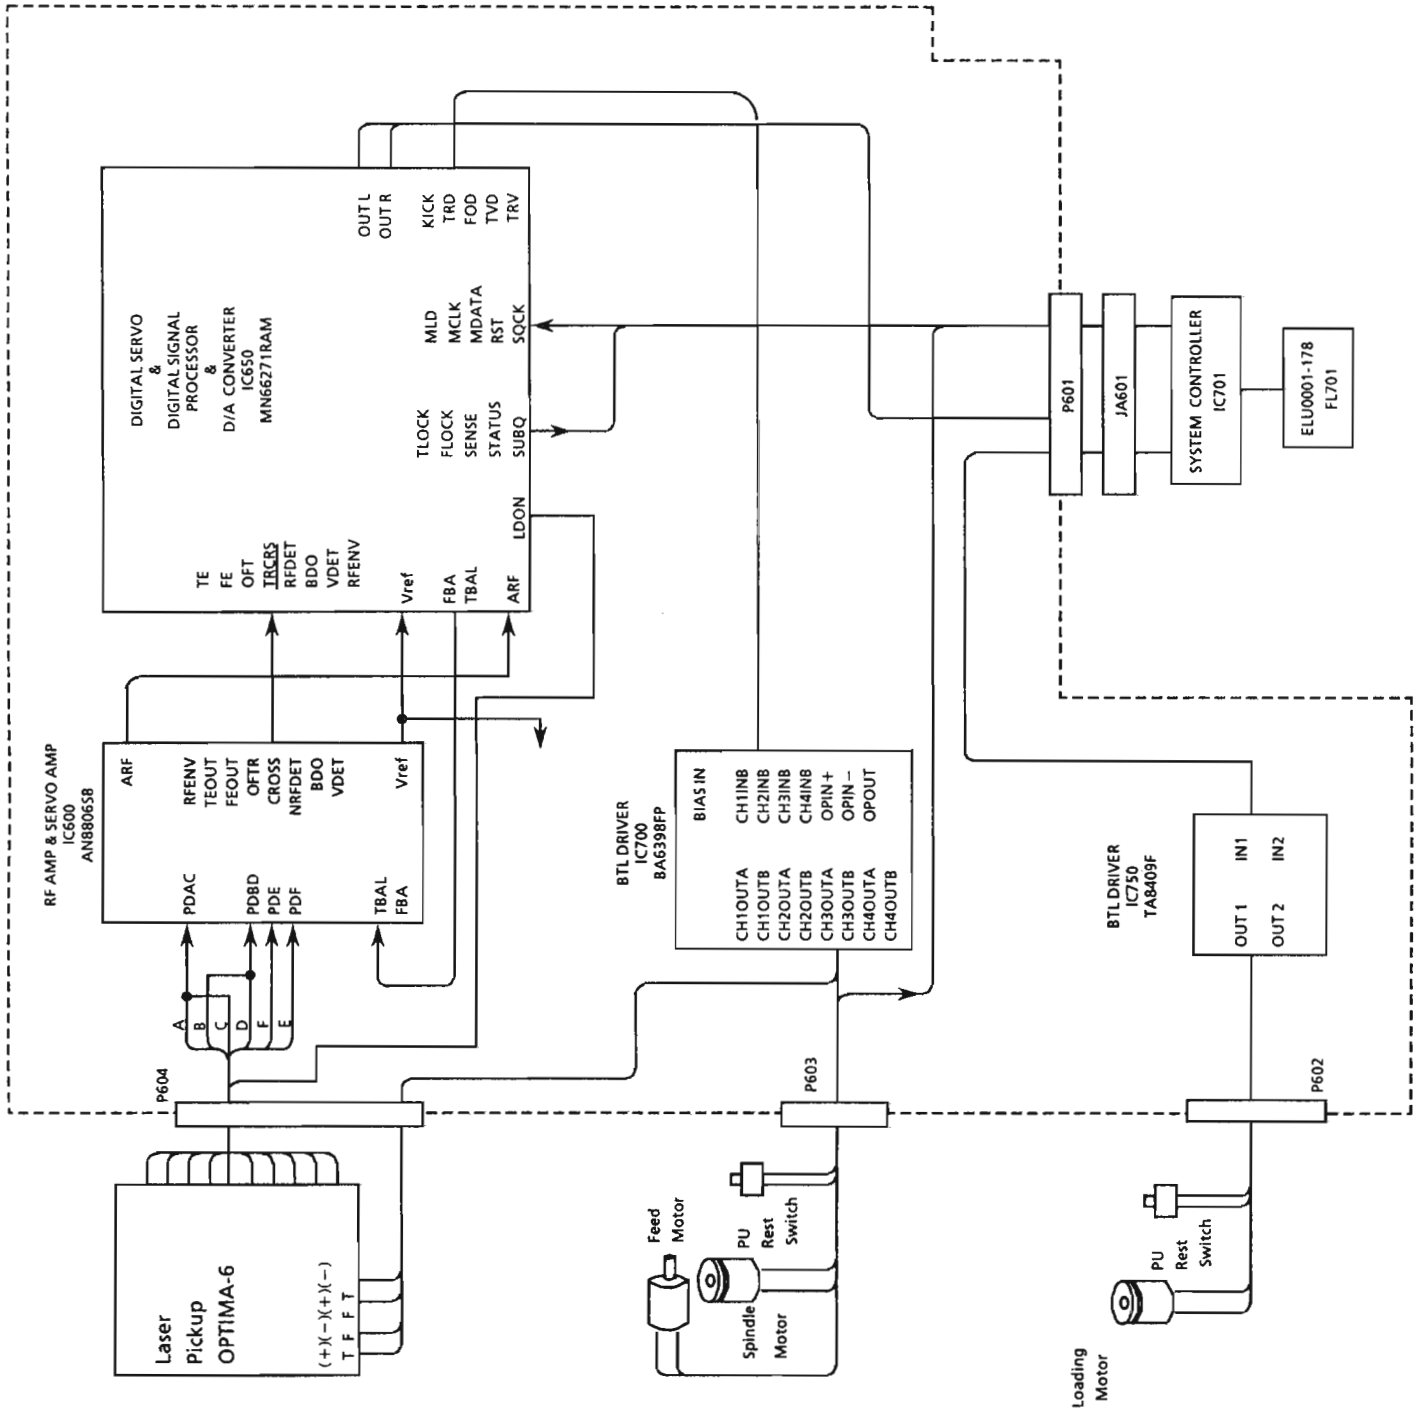 RF AMP & SERVO AMP
IC600
AN8806SB
ARF
RFENV
TEOUT
FEOUT
OFTR
CROSS
NRFDET
BDO
VDET
Vref
PDAC
PDBD
PDE
PDF
TBAL
FBA
A
B
C
D
F
E
DIGITAL SERVO
&
DIGITAL SIGNAL
PROCESSOR
&
D/A CONVERTER
IC650
MN66271RAM
OUT L
OUT R
KICK
TRD
FOD
TVD
TRV
MLD
MCLK
MDATA
RST
SQCK
TLOCK
FLOCK
SENSE
STATUS
SUBQ
LDON
TE
FE
OFT
TRCRS
RFDET
BDO
VDET
RFENV
Vref
FBA
TBAL
ARF
P604
Laser
Pickup
OPTIMA-6
(+)(-)(+)(-)
T F F T
BTL DRIVER
IC700
BA6398FP
BIAS IN
CH1INB
CH2INB
CH3INB
CH4INB
OPIN+
OPIN-
OPOUT
CH1OUTA
CH1OUTB
CH2OUTA
CH2OUTB
CH3OUTA
CH3OUTB
CH4OUTA
CH4OUTB
P603
Feed
Motor
Spindle
Motor
PU
Rest
Switch
P601
JA601
SYSTEM CONTROLLER
IC701
ELU0001-178
FL701
BTL DRIVER
IC750
TA8409F
IN1
IN2
OUT 1
OUT 2
P602
PU
Rest
Switch
Loading
Motor